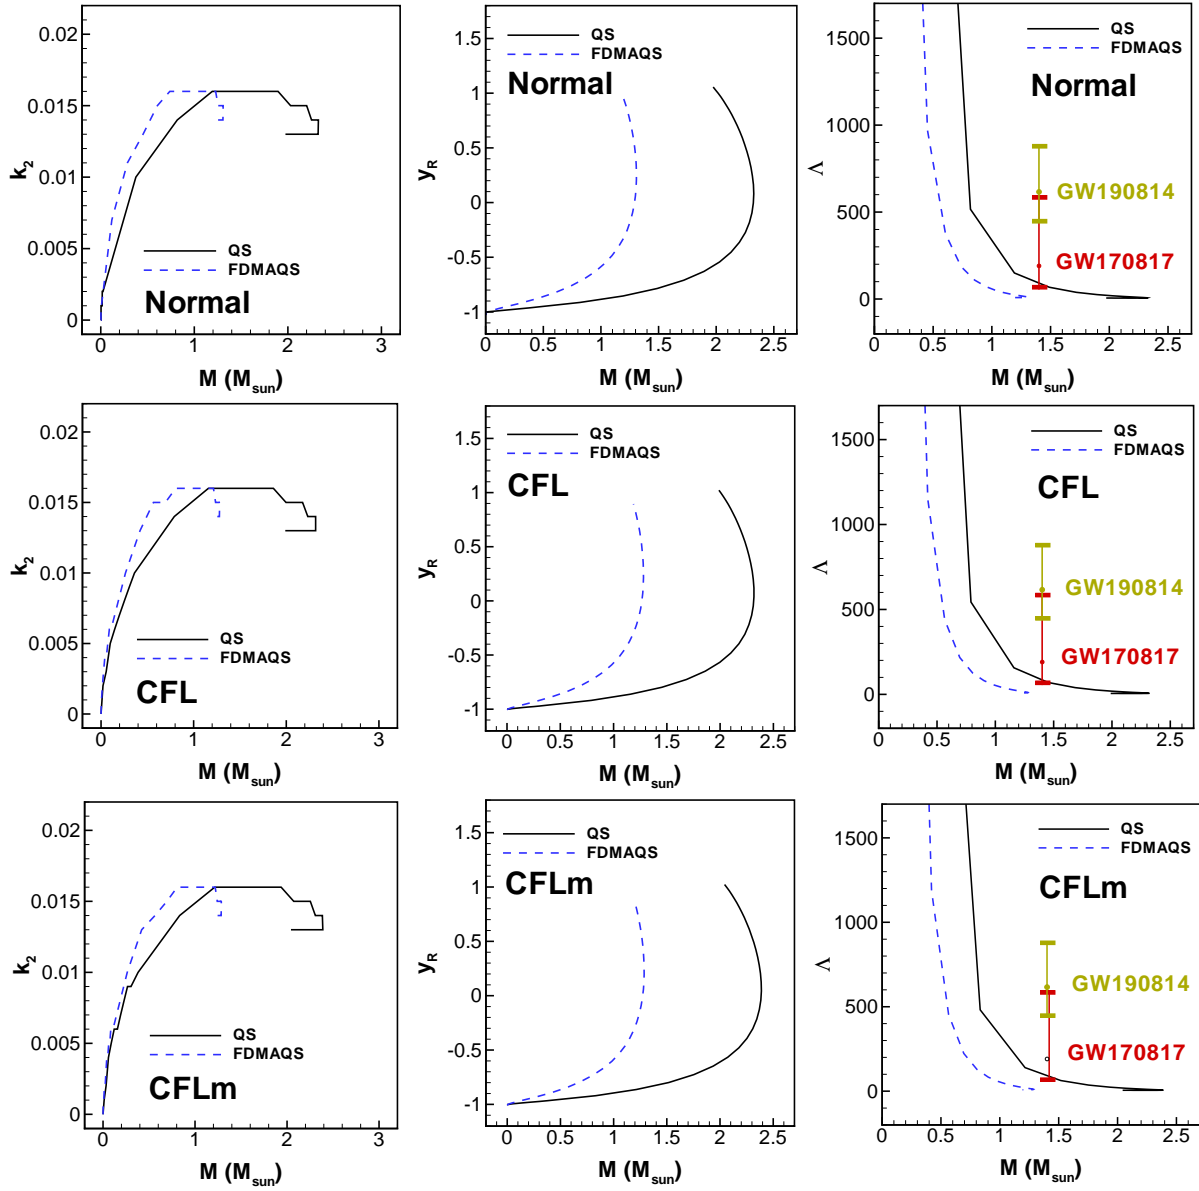 0.02
0.015
0.01
0.005
0
k2
QS
FDMAQS
Normal
0 1 2 3
M (Msun)
1.5
1
0.5
0
-0.5
-1
yR
QS
FDMAQS
Normal
0 0.5 1 1.5 2 2.5
M (Msun)
1500
1000
500
0
Λ
QS
FDMAQS
Normal
GW190814
GW170817
0 0.5 1 1.5 2 2.5
M (Msun)
0.02
0.015
0.01
0.005
0
k2
QS
FDMAQS
CFL
0 1 2 3
M (Msun)
1.5
1
0.5
0
-0.5
-1
yR
QS
FDMAQS
CFL
0 0.5 1 1.5 2 2.5
M (Msun)
1500
1000
500
0
Λ
QS
FDMAQS
CFL
GW190814
GW170817
0 0.5 1 1.5 2 2.5
M (Msun)
0.02
0.015
0.01
0.005
0
k2
QS
FDMAQS
CFLm
0 1 2 3
M (Msun)
1.5
1
0.5
0
-0.5
-1
yR
QS
FDMAQS
CFLm
0 0.5 1 1.5 2 2.5
M (Msun)
1500
1000
500
0
Λ
QS
FDMAQS
CFLm
GW190814
GW170817
0 0.5 1 1.5 2 2.5
M (Msun)